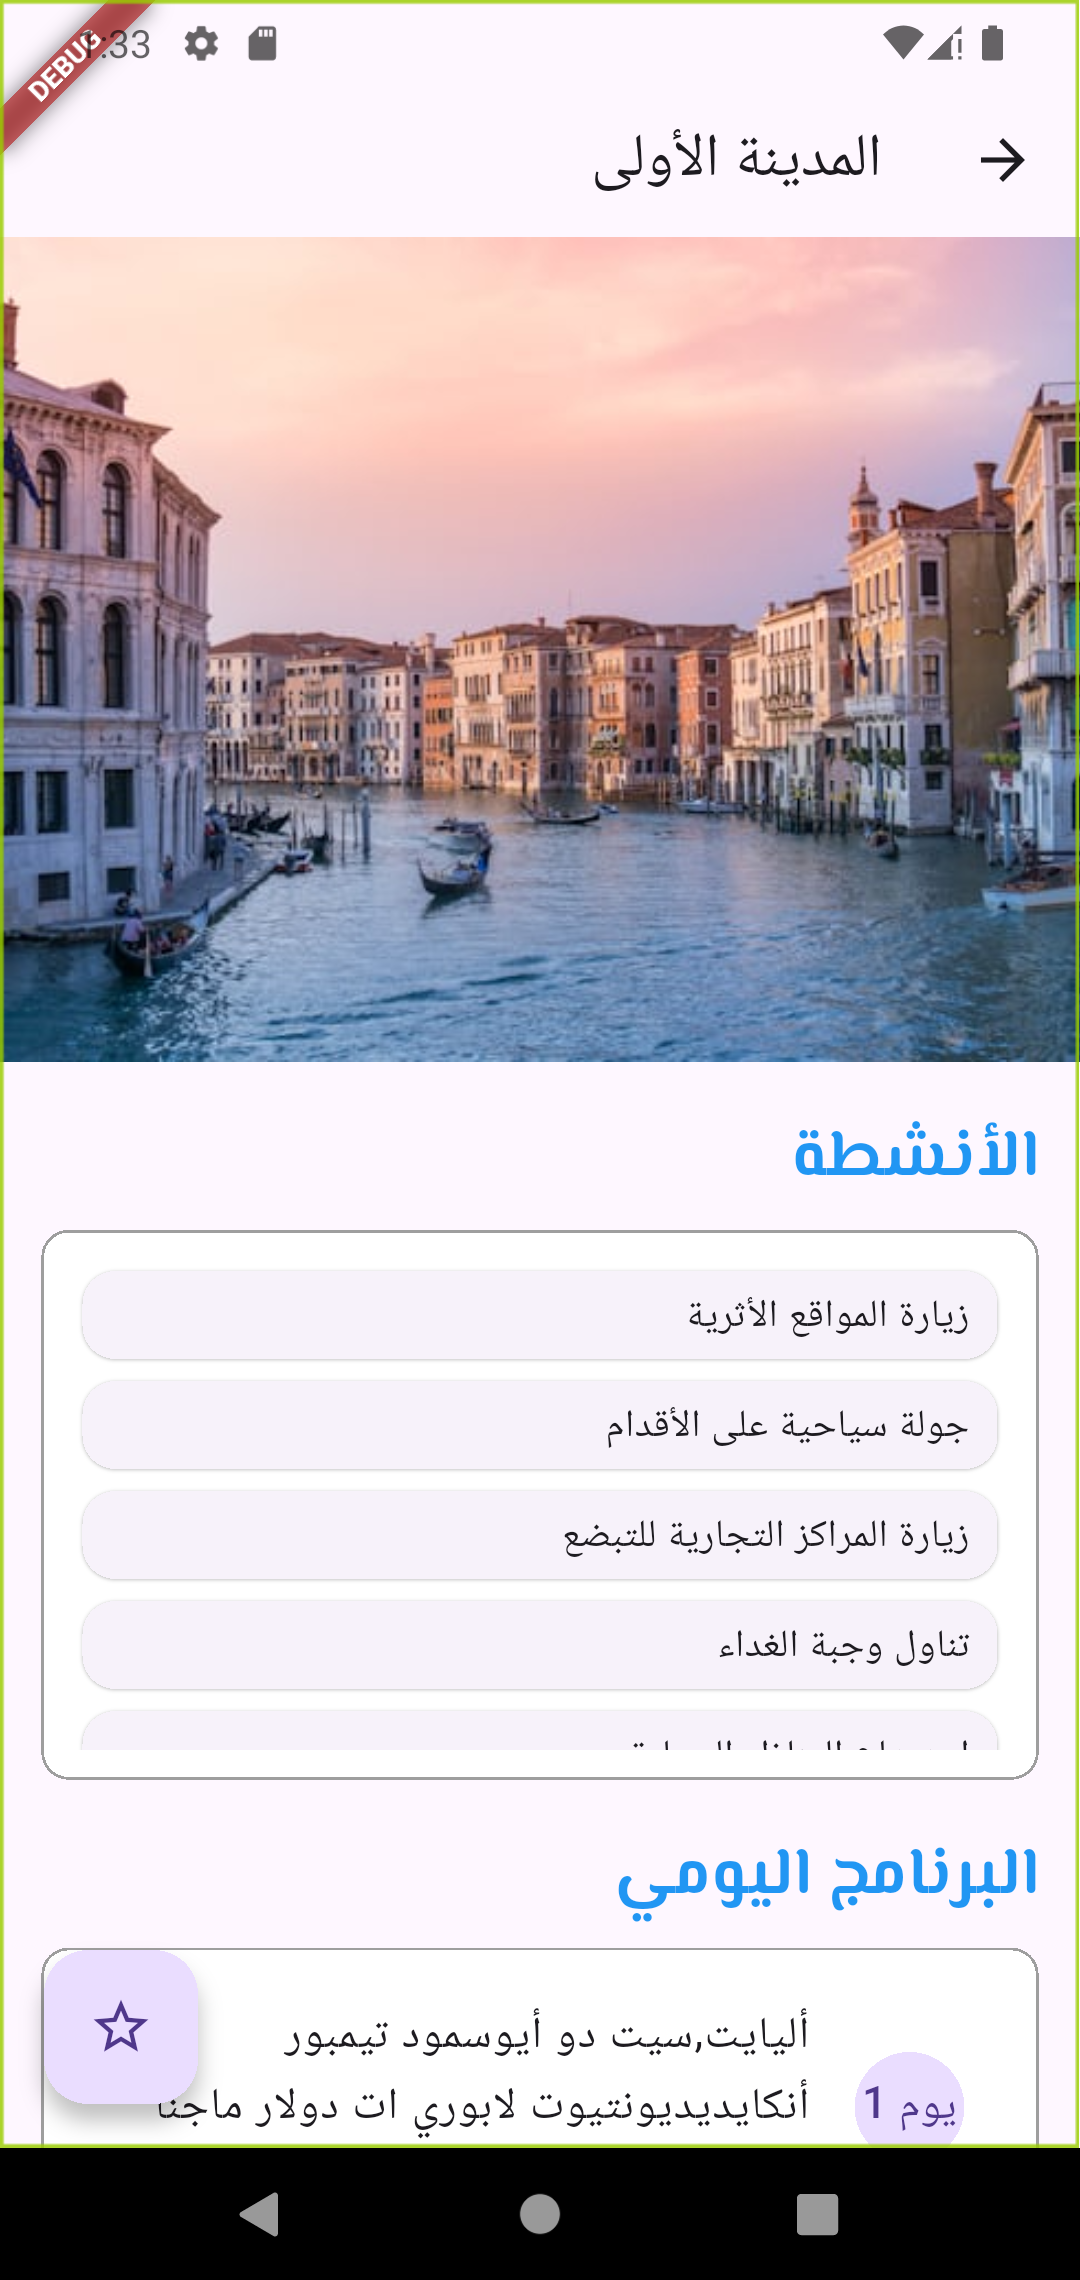 DEBUG
:33
المدينة الأولى
الأنشطة
زيارة المواقع الأثرية
جولة سياحية على الأقدام
زيارة المراكز التجارية للتبضع
تناول وجبة الغداء
البرنامج اليومي
أليايت,سيت دو أيوسمود تيمبور
أنكايديديونتيوت لابوري ات دولار ماجنا
يوم 1